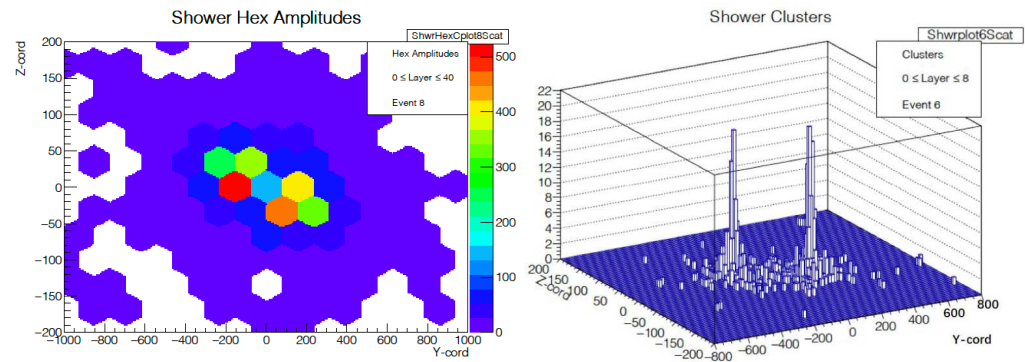 Shower Hex Amplitudes
ShwrHexCplot8Scat
Hex Amplitudes
0 ≤ Layer ≤ 40
Event 8
Z-cord
200
150
100
50
0
−50
−100
−150
−200
−1000 −800 −600 −400 −200 0 200 400 600 800 1000
Y-cord
500
400
300
200
100
0
Shower Clusters
Shwrplot6Scat
Clusters
0 ≤ Layer ≤ 8
Event 6
22
20
18
16
14
12
10
8
6
4
2
0
200
150
100
50
0
−50
−100
−150
−200
Z-cord
−800 −600 −400 −200 0 200 400 600 800
Y-cord